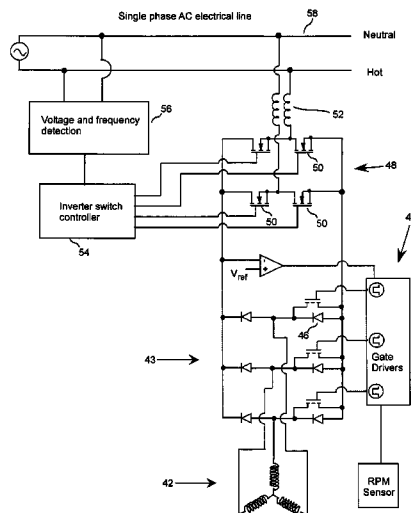 Single phase AC electrical line
58
Neutral
Hot
56
52
Voltage and frequency
detection
50
48
Inverter switch
controller
50
50
54
4
Vref
- 
+
46
43
Gate
Drivers
42
RPM
Sensor